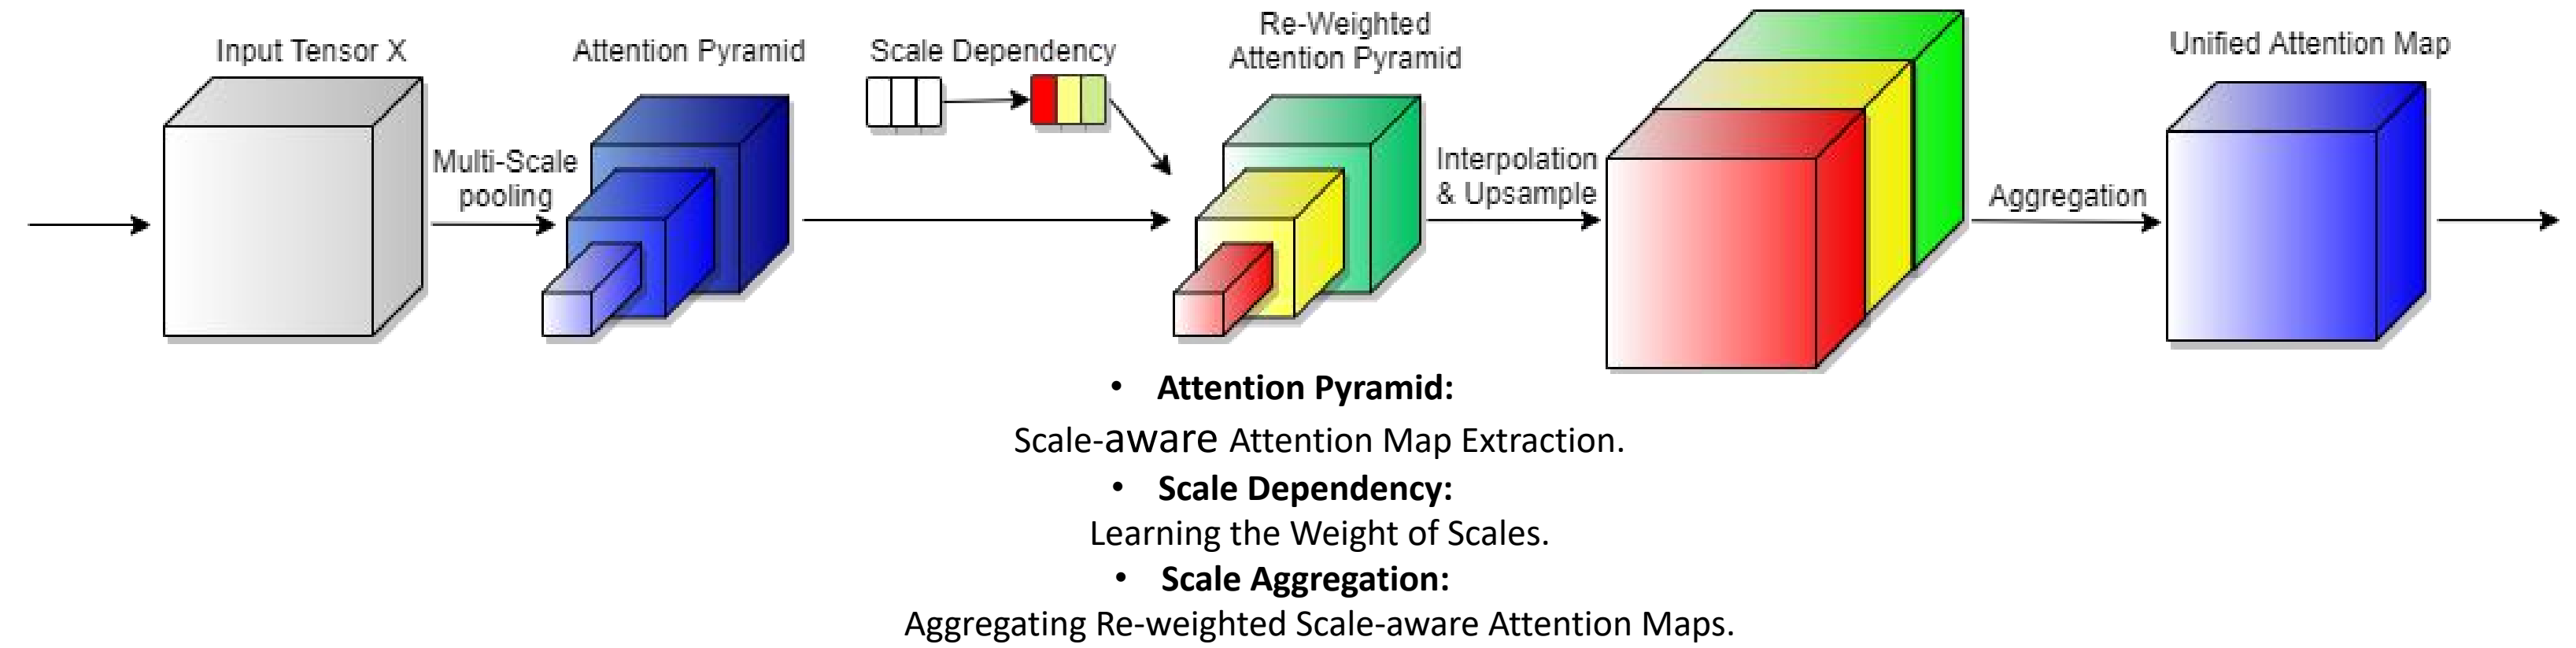 Input Tensor X
Multi-Scale
pooling
Attention Pyramid
Scale Dependency
Re-Weighted
Attention Pyramid
Interpolation
& Upsample
Aggregation
Unified Attention Map
• Attention Pyramid:
Scale-aware Attention Map Extraction.
• Scale Dependency:
Learning the Weight of Scales.
• Scale Aggregation:
Aggregating Re-weighted Scale-aware Attention Maps.